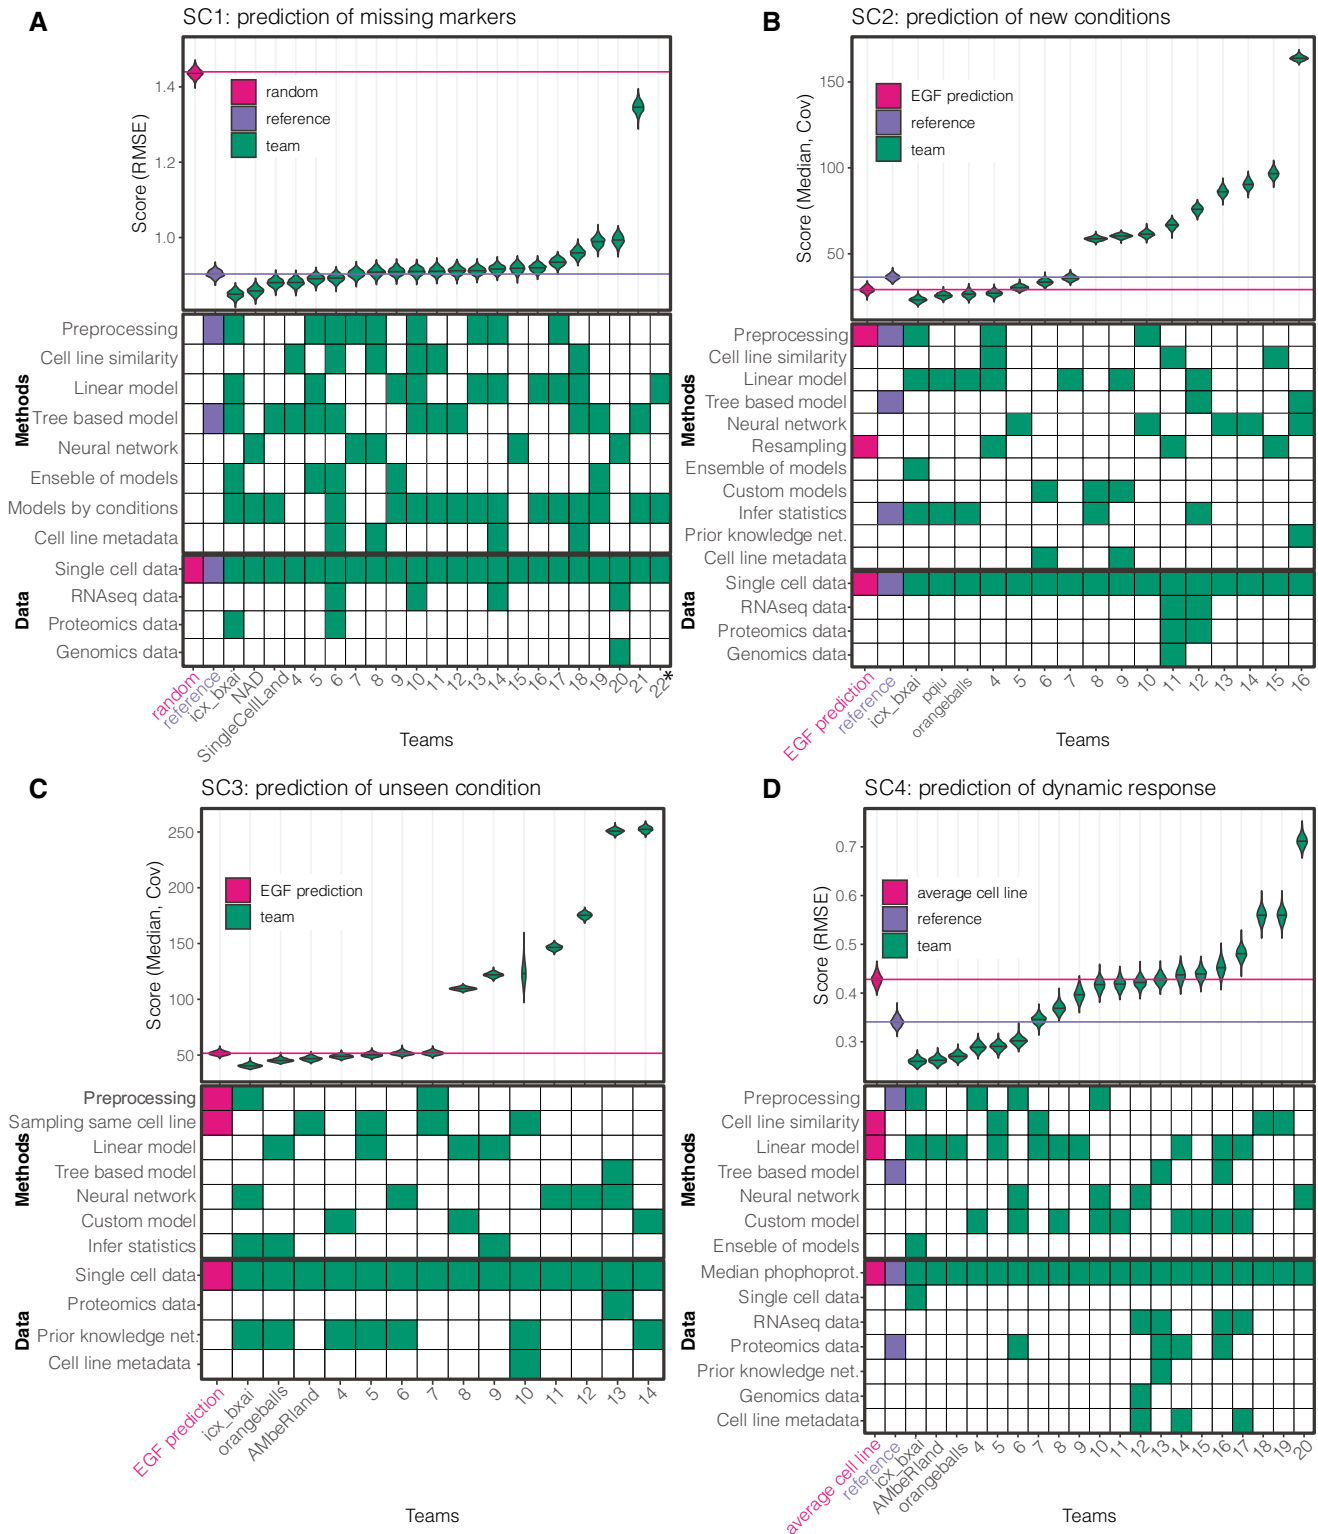 A
SC1: prediction of missing markers
Score (RMSE)
1.4
1.2
1.0
random
reference
team
Methods
Preprocessing
Cell line similarity
Linear model
Tree based model
Neural network
Enseble of models
Models by conditions
Cell line metadata
Data
Single cell data
RNAseq data
Proteomics data
Genomics data
random
reference
icx_bxai
NAD
SingleCellLand
4
5
6
7
8
9
10
11
12
13
14
15
16
17
18
19
20
21
22*
Teams
B
SC2: prediction of new conditions
Score (Median, Cov)
150
100
50
EGF prediction
reference
team
Methods
Preprocessing
Cell line similarity
Linear model
Tree based model
Neural network
Resampling
Ensemble of models
Custom models
Infer statistics
Prior knowledge net.
Cell line metadata
Data
Single cell data
RNAseq data
Proteomics data
Genomics data
EGF prediction
reference
icx_bxai
pqiu
orangeballs
4
5
6
7
8
9
10
11
12
13
14
15
16
Teams
C
SC3: prediction of unseen condition
Score (Median, Cov)
250
200
150
100
50
EGF prediction
team
Methods
Preprocessing
Sampling same cell line
Linear model
Tree based model
Neural network
Custom model
Infer statistics
Data
Single cell data
Proteomics data
Prior knowledge net.
Cell line metadata
EGF prediction
icx_bxai
orangeballs
AMbeRland
4
5
6
7
8
9
10
11
12
13
14
Teams
D
SC4: prediction of dynamic response
Score (RMSE)
0.7
0.6
0.5
0.4
0.3
average cell line
reference
team
Methods
Preprocessing
Cell line similarity
Linear model
Tree based model
Neural network
Custom model
Enseble of models
Data
Median phophoprot.
Single cell data
RNAseq data
Proteomics data
Prior knowledge net.
Genomics data
Cell line metadata
average cell line
reference
icx_bxai
AMbeRland
orangeballs
4
5
6
7
8
9
10
11
12
13
14
15
16
17
18
19
20
Teams